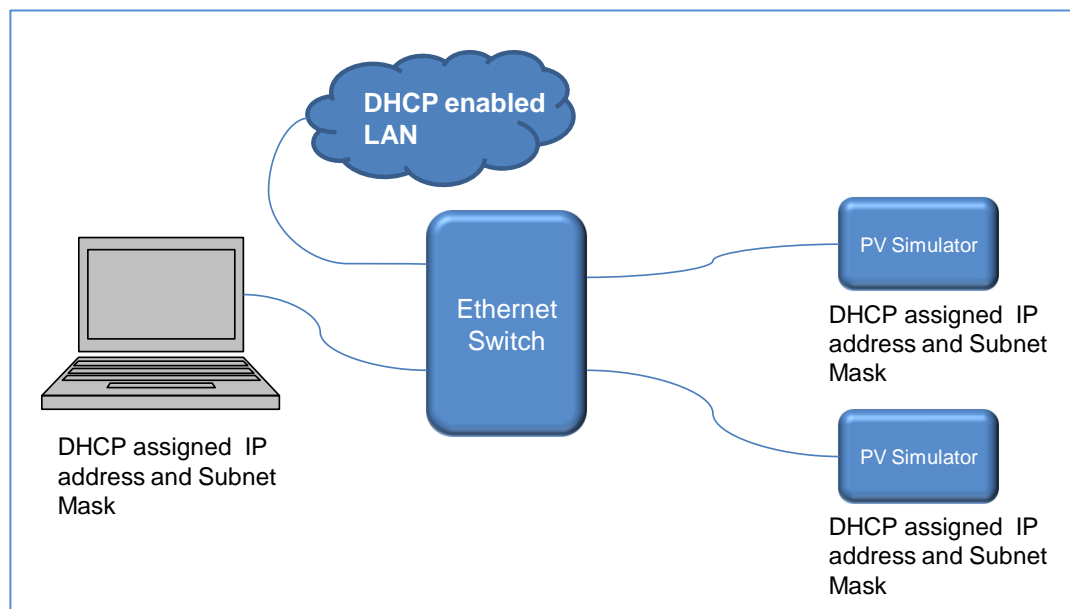 DHCP enabled
LAN
PV Simulator
DHCP assigned IP
address and Subnet
Mask
Ethernet
Switch
DHCP assigned IP
address and Subnet
Mask
PV Simulator
DHCP assigned IP
address and Subnet
Mask